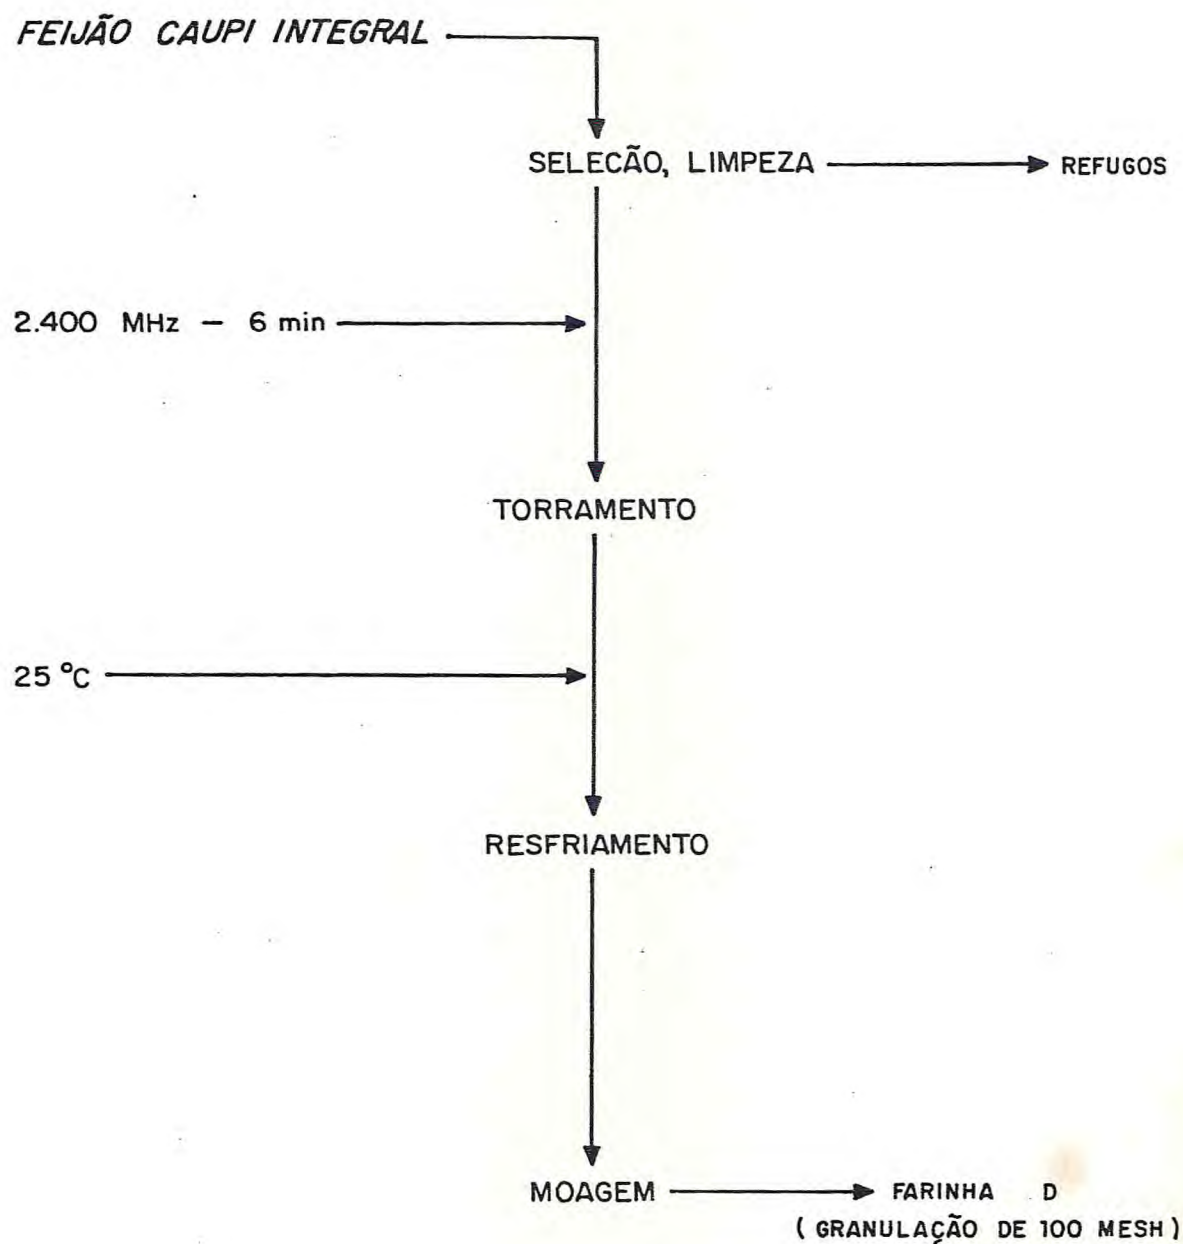 FEIJÃO CAUPI INTEGRAL
SELECÃO, LIMPEZA
REFUGOS
2.400 MHz – 6 min
TORRAMENTO
25 °C
RESFRIAMENTO
MOAGEM
FARINHA D
( GRANULAÇÃO DE 100 MESH )